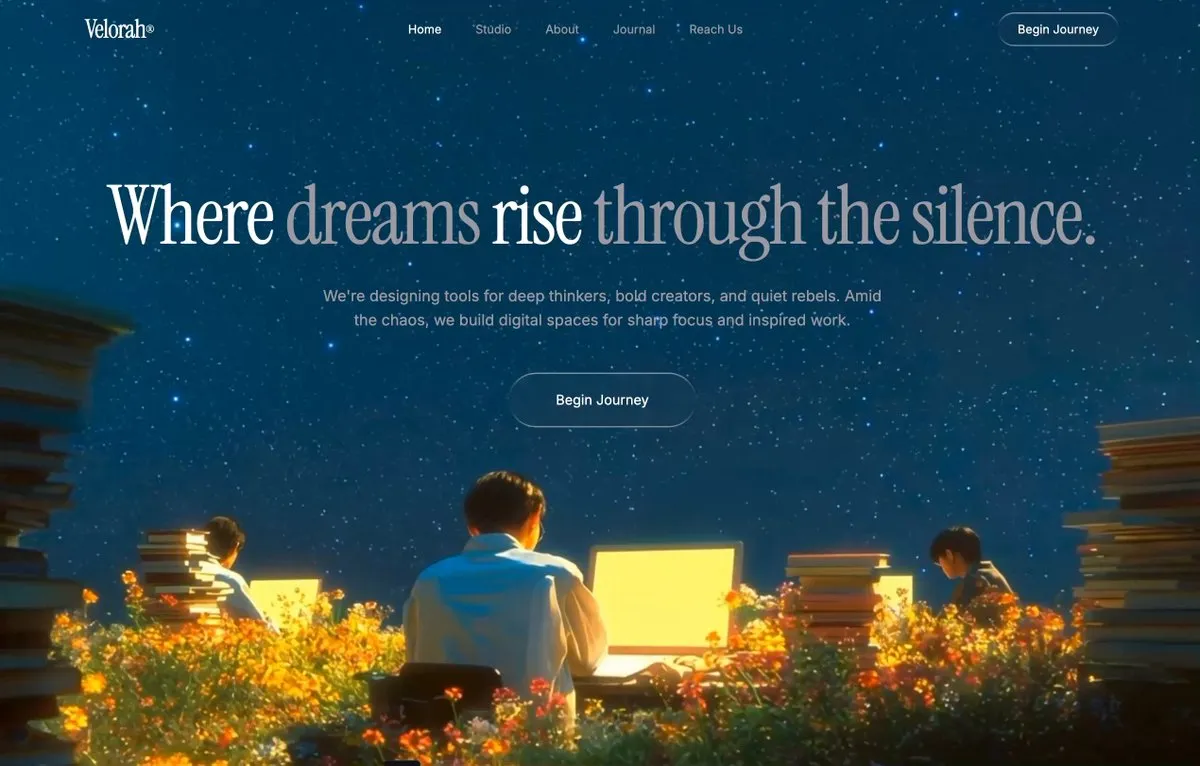 Velorah®
Home Studio About Journal Reach Us
Begin Journey
Where dreams rise through the silence.
We're designing tools for deep thinkers, bold creators, and quiet rebels. Amid
the chaos, we build digital spaces for sharp focus and inspired work.
Begin Journey